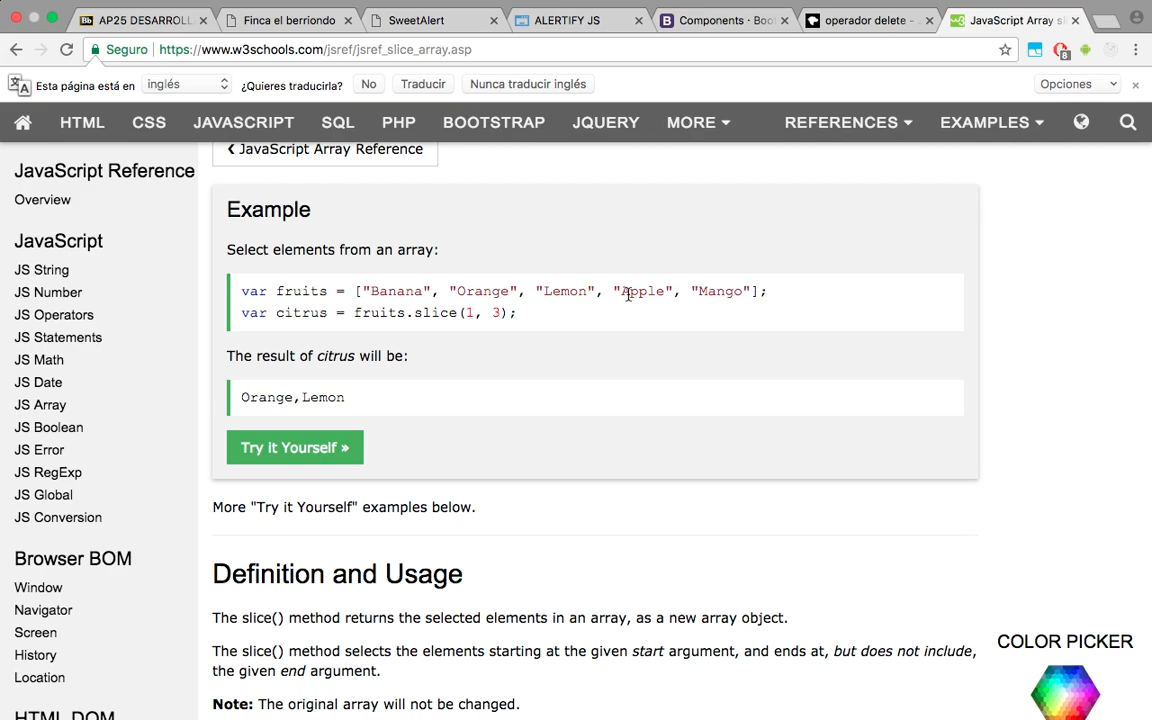 AP25 DESARROLL
Finca el berriondo
SweetAlert
ALERTIFY JS
Components · Boo
operador delete - 
JavaScript Array s
Seguro
https://www.w3schools.com/jsref/jsref_slice_array.asp
6
Esta página está en
inglés
¿Quieres traducirla?
No
Traducir
Nunca traducir inglés
Opciones
HTML
CSS
JAVASCRIPT
SQL
PHP
BOOTSTRAP
JQUERY
MORE
REFERENCES
EXAMPLES
JavaScript Reference
Overview
JavaScript
JS String
JS Number
JS Operators
JS Statements
JS Math
JS Date
JS Array
JS Boolean
JS Error
JS RegExp
JS Global
JS Conversion
Browser BOM
Window
Navigator
Screen
History
Location
HTML DOM
❮ JavaScript Array Reference
Example
Select elements from an array:
var fruits = ["Banana", "Orange", "Lemon", "Apple", "Mango"];
var citrus = fruits.slice(1, 3);
The result of citrus will be:
Orange,Lemon
Try it Yourself »
More "Try it Yourself" examples below.
Definition and Usage
The slice() method returns the selected elements in an array, as a new array object.
The slice() method selects the elements starting at the given start argument, and ends at, but does not include,
the given end argument.
Note: The original array will not be changed.
COLOR PICKER